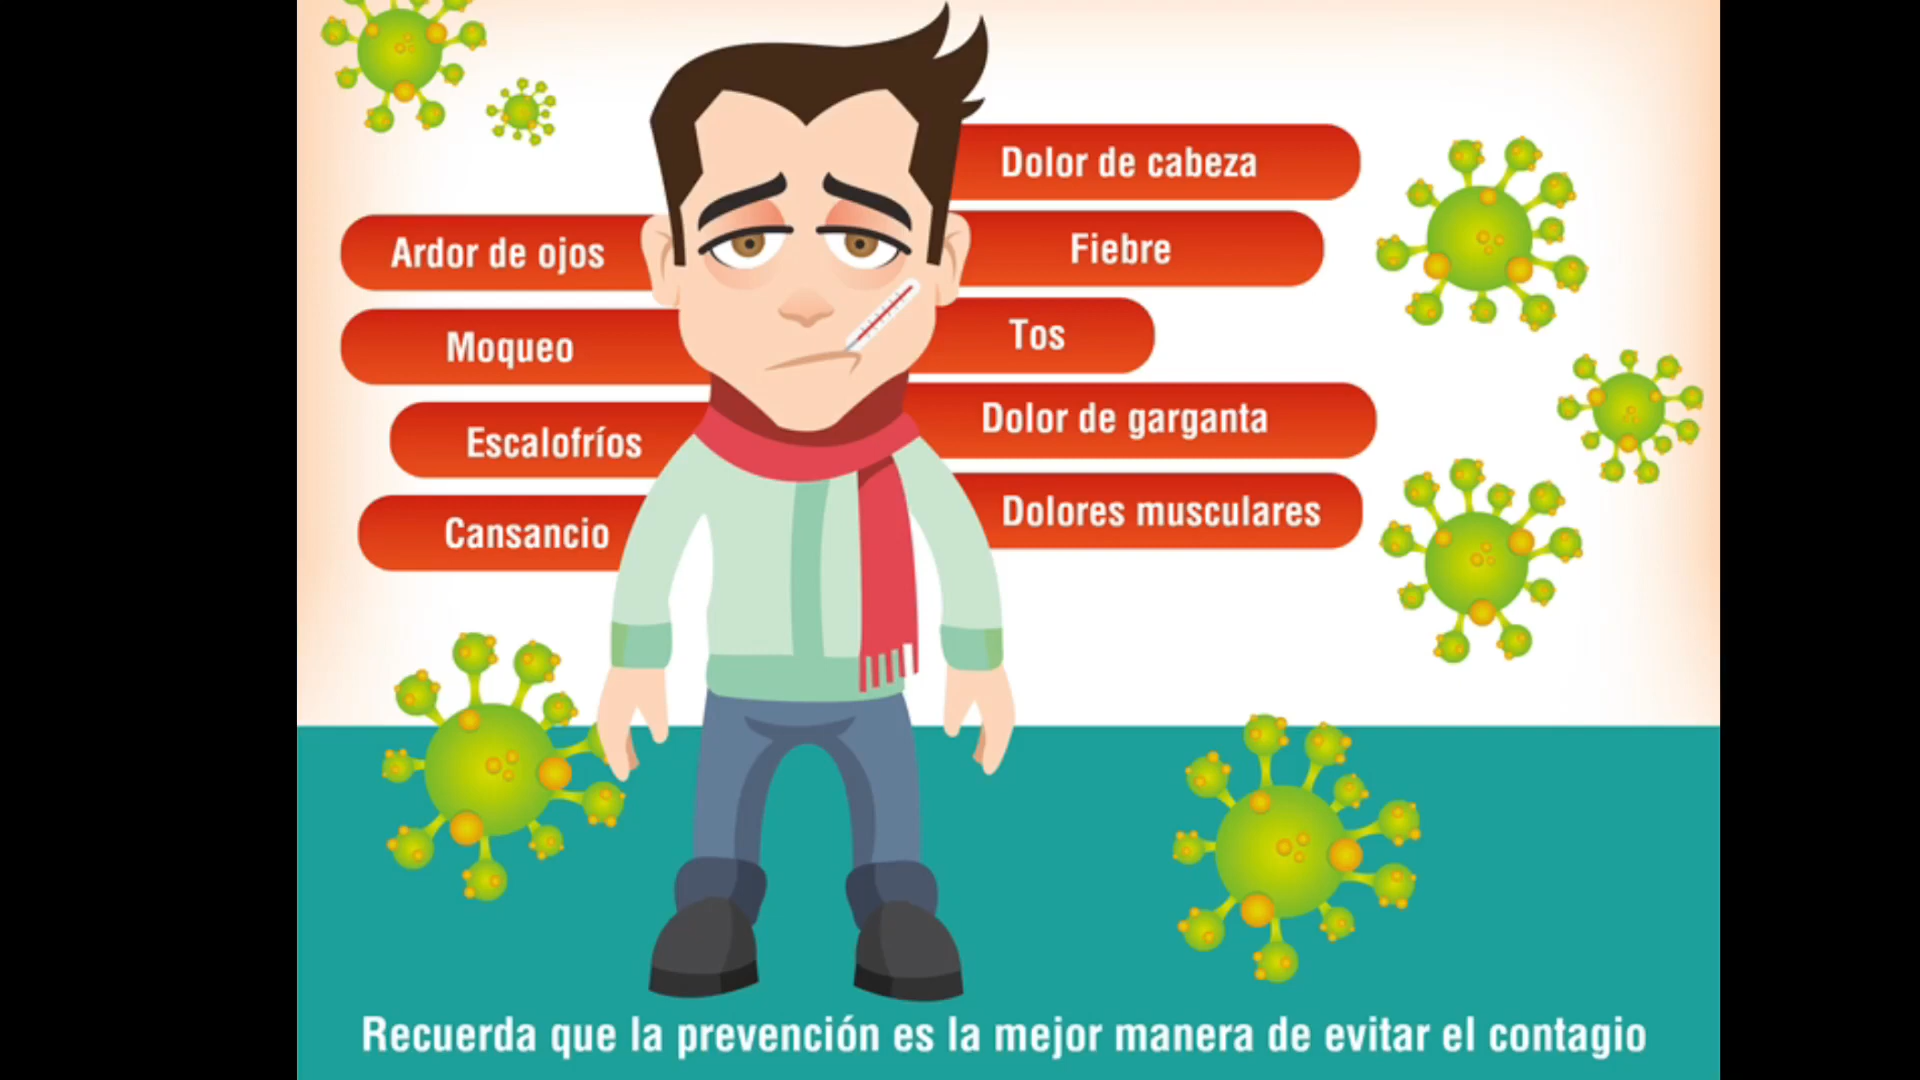 Dolor de cabeza
Ardor de ojos
Fiebre
Moqueo
Tos
Escalofríos
Dolor de garganta
Cansancio
Dolores musculares
Recuerda que la prevención es la mejor manera de evitar el contagio